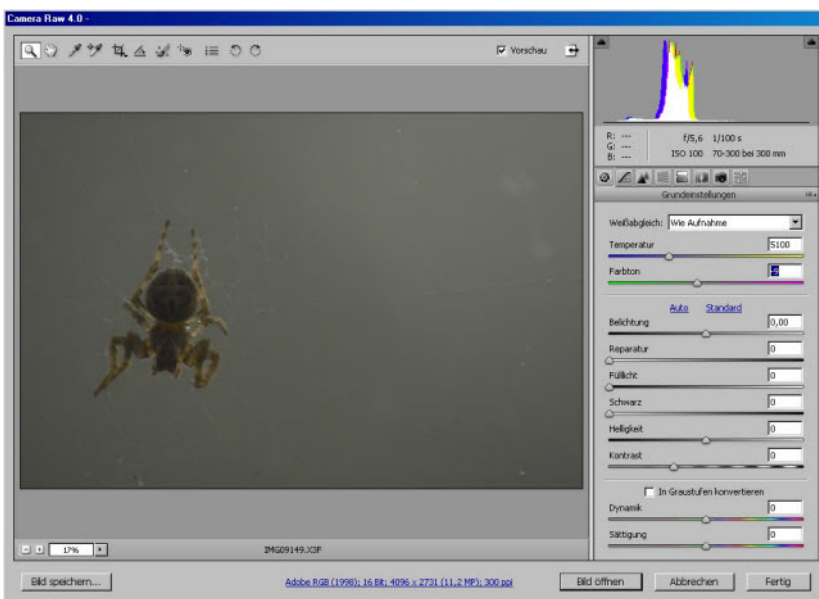 Camera Raw 4.0 -
Vorschau
R: ---
G: ---
B: ---
f/5,6 1/100 s
ISO 100 70-300 bei 300 mm
Grundeinstellungen
Weißabgleich: Wie Aufnahme
Temperatur 5100
Farbton -9
Auto Standard
Belichtung 0,00
Reparatur 0
Fülllicht 0
Schwarz 0
Helligkeit 0
Kontrast 0
In Graustufen konvertieren
Dynamik 0
Sättigung 0
- + 17%
IMG09149.X3F
Bild speichern...
Adobe RGB (1998); 16 Bit; 4096 x 2731 (11,2 MP); 300 ppi
Bild öffnen
Abbrechen
Fertig